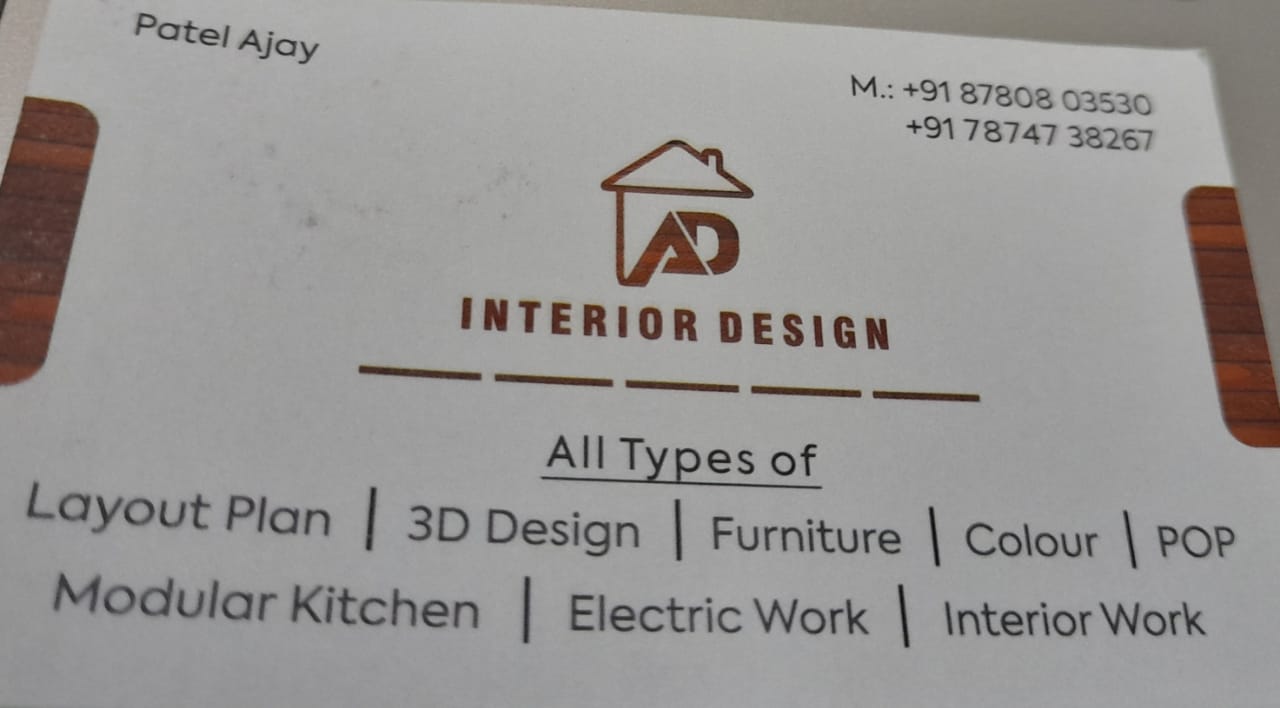 Patel Ajay
M.: +91 87808 03530
+91 78747 38267
AD
INTERIOR DESIGN
All Types of
Layout Plan | 3D Design | Furniture | Colour | POP
Modular Kitchen | Electric Work | Interior Work